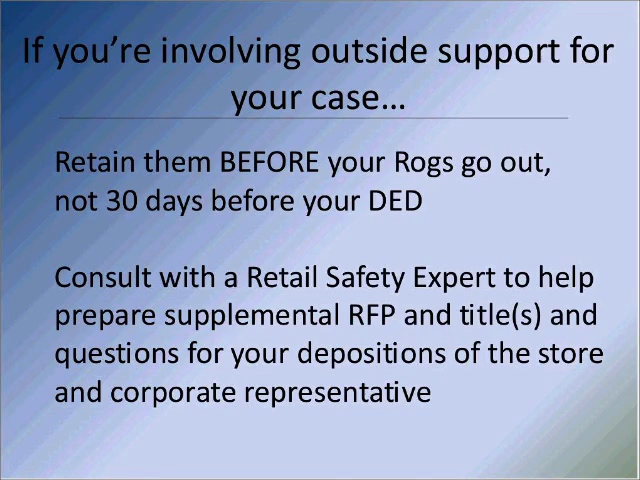 If you’re involving outside support for
your case…
Retain them BEFORE your Rogs go out,
not 30 days before your DED
Consult with a Retail Safety Expert to help
prepare supplemental RFP and title(s) and
questions for your depositions of the store
and corporate representative